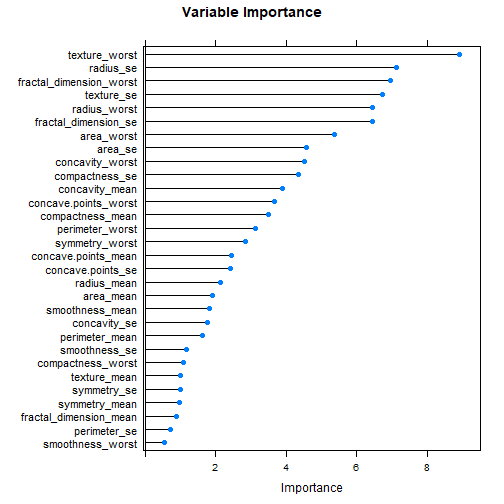 Variable Importance
texture_worst
radius_se
fractal_dimension_worst
texture_se
radius_worst
fractal_dimension_se
area_worst
area_se
concavity_worst
compactness_se
concavity_mean
concave.points_worst
compactness_mean
perimeter_worst
symmetry_worst
concave.points_mean
concave.points_se
radius_mean
area_mean
smoothness_mean
concavity_se
perimeter_mean
smoothness_se
compactness_worst
texture_mean
symmetry_se
symmetry_mean
fractal_dimension_mean
perimeter_se
smoothness_worst
2 4 6 8
Importance